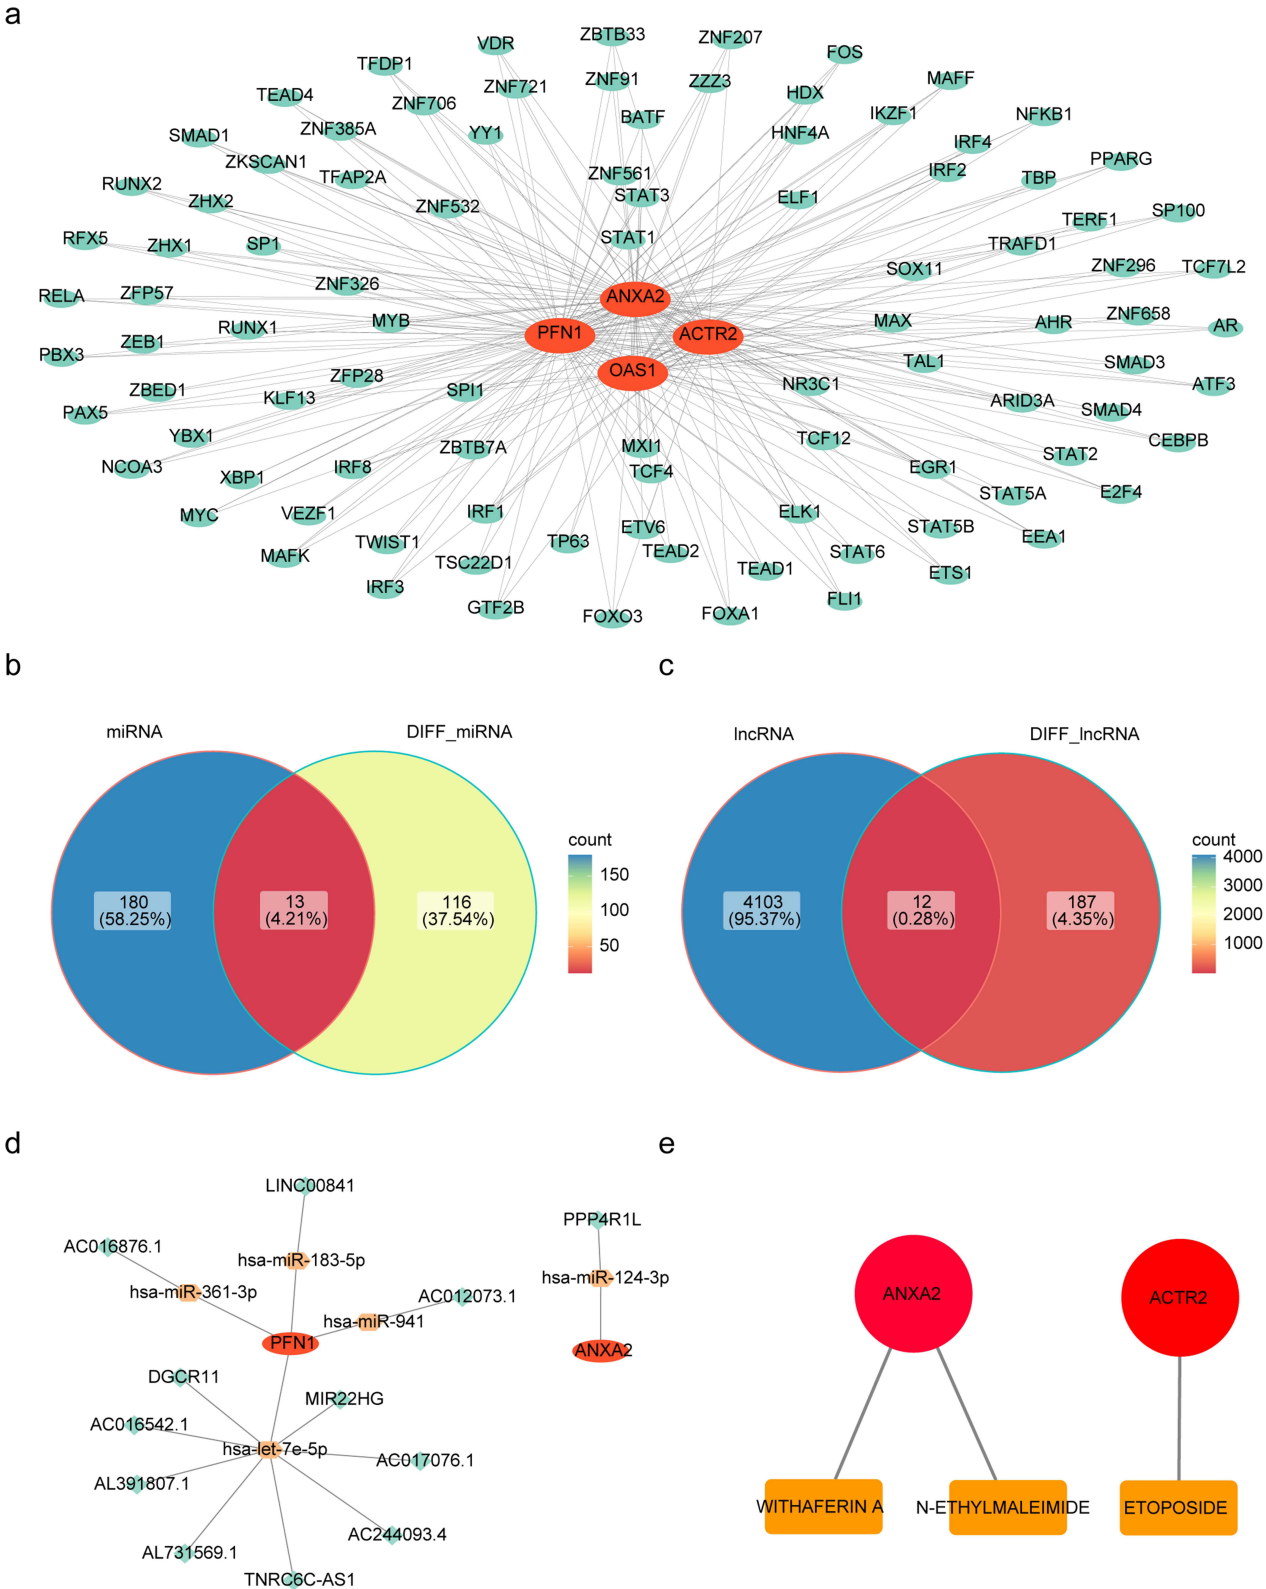 a
ZBTB33
ZNF207
VDR
FOS
TFDP1
ZNF91
ZZZ3
MAFF
ZNF721
HDX
TEAD4
ZNF706
BATF
IKZF1
NFKB1
SMAD1
ZNF385A
YY1
HNF4A
IRF4
ZKSCAN1
PPARG
RUNX2
TFAP2A
ZNF561
IRF2
TBP
ZHX2
ZNF532
STAT3
ELF1
SP100
TERF1
RFX5
ZHX1
SP1
STAT1
TRAFD1
ZNF326
SOX11
ZNF296
TCF7L2
RELA
ZFP57
ANXA2
RUNX1
MYB
PFN1
ACTR2
MAX
AHR
ZNF658
AR
PBX3
ZEB1
OAS1
TAL1
SMAD3
ZBED1
ZFP28
SPI1
NR3C1
ATF3
PAX5
KLF13
ARID3A
SMAD4
YBX1
ZBTB7A
MXI1
TCF12
CEBPB
NCOA3
XBP1
IRF8
TCF4
EGR1
STAT2
STAT5A
E2F4
MYC
VEZF1
IRF1
ETV6
ELK1
STAT5B
EEA1
MAFK
TWIST1
TP63
TEAD2
STAT6
IRF3
TSC22D1
TEAD1
ETS1
GTF2B
FOXO3
FOXA1
FLI1
b
miRNA
DIFF_miRNA
180
(58.25%)
13
(4.21%)
116
(37.54%)
count
150
100
50
c
lncRNA
DIFF_lncRNA
4103
(95.37%)
12
(0.28%)
187
(4.35%)
count
4000
3000
2000
1000
d
LINC00841
AC016876.1
hsa-miR-183-5p
hsa-miR-361-3p
AC012073.1
hsa-miR-941
PFN1
DGCR11
MIR22HG
AC016542.1
hsa-let-7e-5p
AC017076.1
AL391807.1
AC244093.4
AL731569.1
TNRC6C-AS1
PPP4R1L
hsa-miR-124-3p
ANXA2
e
ANXA2
ACTR2
WITHAFERIN A
N-ETHYLMALEIMIDE
ETOPOSIDE